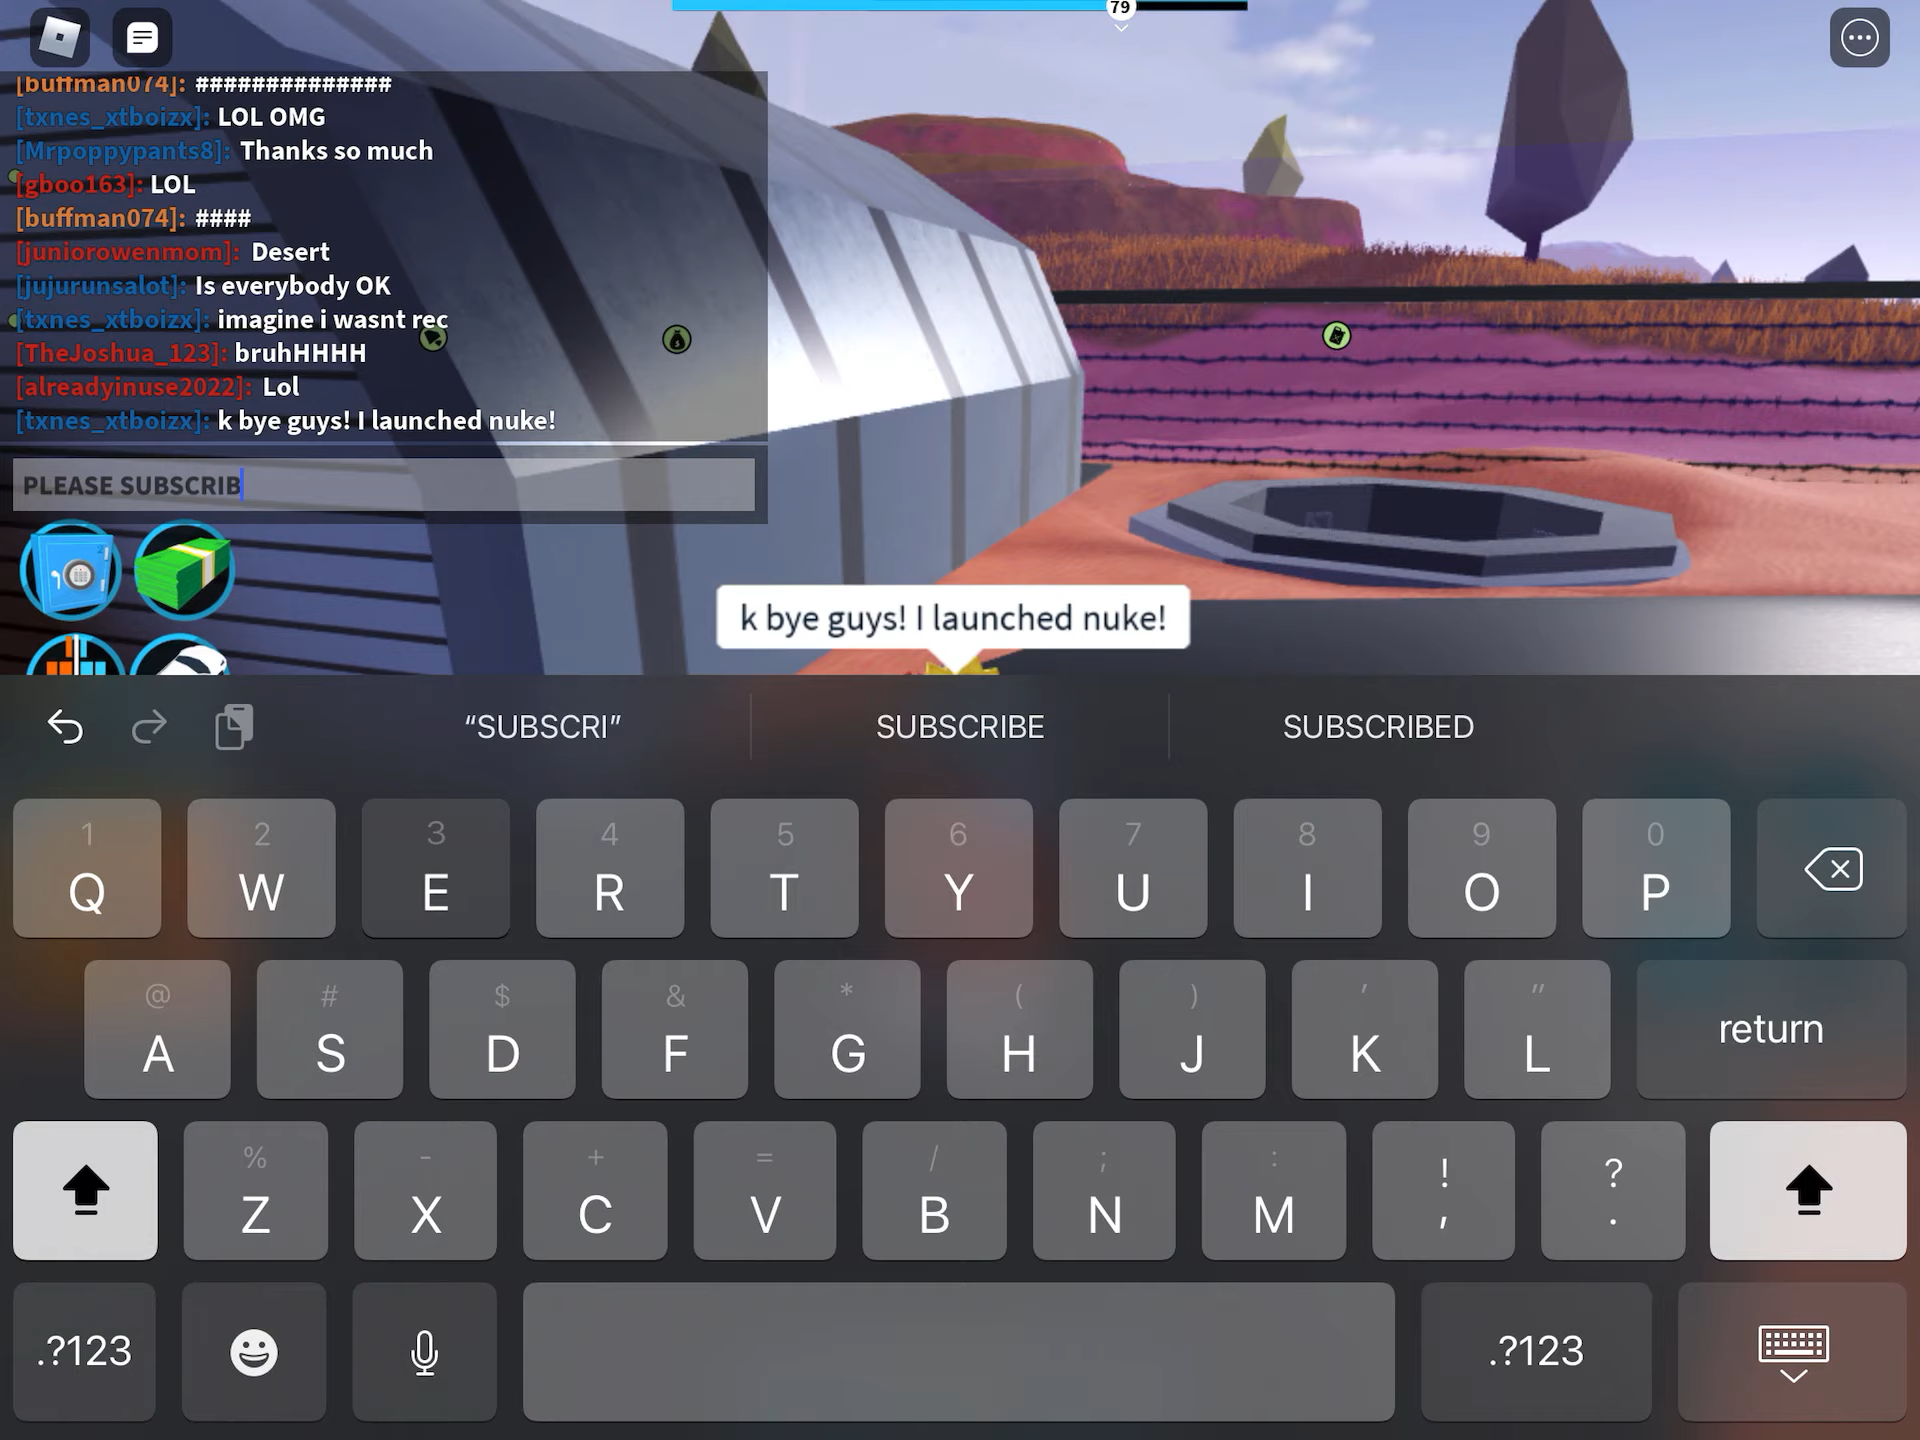 79
[buffman074]: ##############
[txnes_xtboizx]: LOL OMG
[Mrpoppypants8]: Thanks so much
[gboo163]: LOL
[buffman074]: ####
[juniorowenmom]: Desert
[jujurunsalot]: Is everybody OK
[txnes_xtboizx]: imagine i wasnt rec
[TheJoshua_123]: bruhHHHH
[alreadyinuse2022]: Lol
[txnes_xtboizx]: k bye guys! I launched nuke!
PLEASE SUBSCRIB
k bye guys! I launched nuke!
“SUBSCRI” SUBSCRIBE SUBSCRIBED
1 2 3 4 5 6 7 8 9 0
Q W E R T Y U I O P
@ # $ & * ( ) ' "
A S D F G H J K L return
% - + = / ; : ! ?
Z X C V B N M , .
.?123 .?123